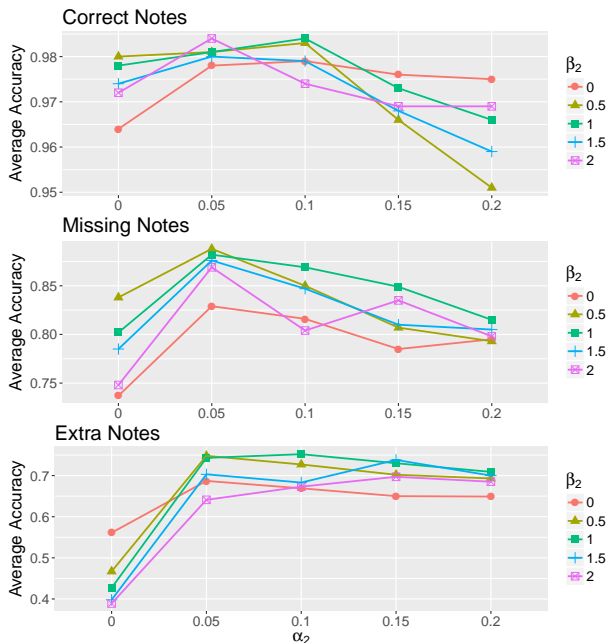 Correct Notes
Average Accuracy
0.98
0.97
0.96
0.95
0 0.05 0.1 0.15 0.2
β₂
0
0.5
1
1.5
2
Missing Notes
Average Accuracy
0.85
0.80
0.75
0 0.05 0.1 0.15 0.2
β₂
0
0.5
1
1.5
2
Extra Notes
Average Accuracy
0.7
0.6
0.5
0.4
0 0.05 0.1 0.15 0.2
α₂
β₂
0
0.5
1
1.5
2